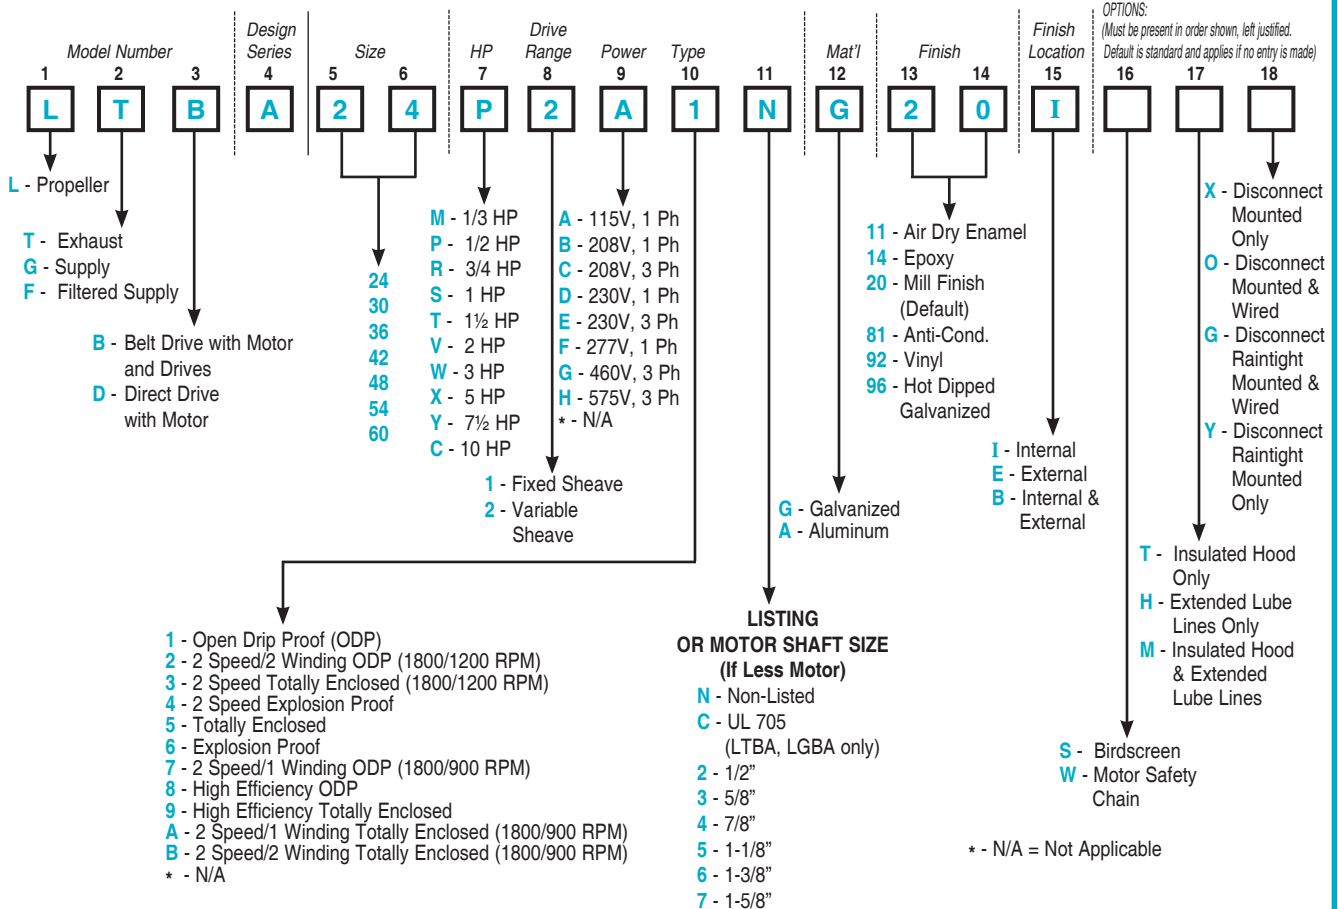 OPTIONS:
(Must be present in order shown, left justified.
Default is standard and applies if no entry is made)
Model Number
Design
Series
Size
HP
Drive
Range
Power
Type
Mat'l
Finish
Finish
Location
1 2 3 4 5 6 7 8 9 10 11 12 13 14 15 16 17 18
L T B A 2 4 P 2 A 1 N G 2 0 I
L - Propeller
T - Exhaust
G - Supply
F - Filtered Supply
B - Belt Drive with Motor
and Drives
D - Direct Drive
with Motor
24
30
36
42
48
54
60
M - 1/3 HP
P - 1/2 HP
R - 3/4 HP
S - 1 HP
T - 1½ HP
V - 2 HP
W - 3 HP
X - 5 HP
Y - 7½ HP
C - 10 HP
1 - Fixed Sheave
2 - Variable
Sheave
A - 115V, 1 Ph
B - 208V, 1 Ph
C - 208V, 3 Ph
D - 230V, 1 Ph
E - 230V, 3 Ph
F - 277V, 1 Ph
G - 460V, 3 Ph
H - 575V, 3 Ph
* - N/A
1 - Open Drip Proof (ODP)
2 - 2 Speed/2 Winding ODP (1800/1200 RPM)
3 - 2 Speed Totally Enclosed (1800/1200 RPM)
4 - 2 Speed Explosion Proof
5 - Totally Enclosed
6 - Explosion Proof
7 - 2 Speed/1 Winding ODP (1800/900 RPM)
8 - High Efficiency ODP
9 - High Efficiency Totally Enclosed
A - 2 Speed/1 Winding Totally Enclosed (1800/900 RPM)
B - 2 Speed/2 Winding Totally Enclosed (1800/900 RPM)
* - N/A
LISTING
OR MOTOR SHAFT SIZE
(If Less Motor)
N - Non-Listed
C - UL 705
(LTBA, LGBA only)
2 - 1/2”
3 - 5/8”
4 - 7/8”
5 - 1-1/8”
6 - 1-3/8”
7 - 1-5/8”
G - Galvanized
A - Aluminum
11 - Air Dry Enamel
14 - Epoxy
20 - Mill Finish
(Default)
81 - Anti-Cond.
92 - Vinyl
96 - Hot Dipped
Galvanized
I - Internal
E - External
B - Internal &
External
S - Birdscreen
W - Motor Safety
Chain
T - Insulated Hood
Only
H - Extended Lube
Lines Only
M - Insulated Hood
& Extended
Lube Lines
X - Disconnect
Mounted
Only
O - Disconnect
Mounted &
Wired
G - Disconnect
Raintight
Mounted &
Wired
Y - Disconnect
Raintight
Mounted
Only
* - N/A = Not Applicable